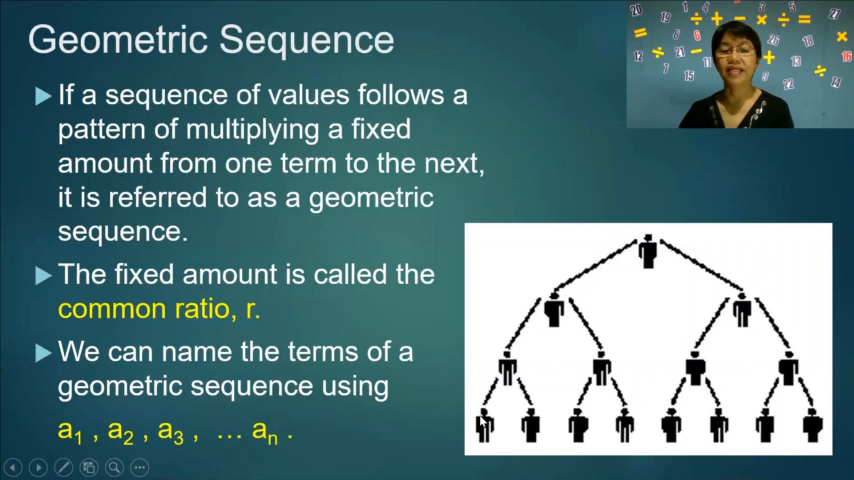 Geometric Sequence
If a sequence of values follows a
pattern of multiplying a fixed
amount from one term to the next,
it is referred to as a geometric
sequence.
The fixed amount is called the
common ratio, r.
We can name the terms of a
geometric sequence using
a₁ , a₂ , a₃ , … aₙ .